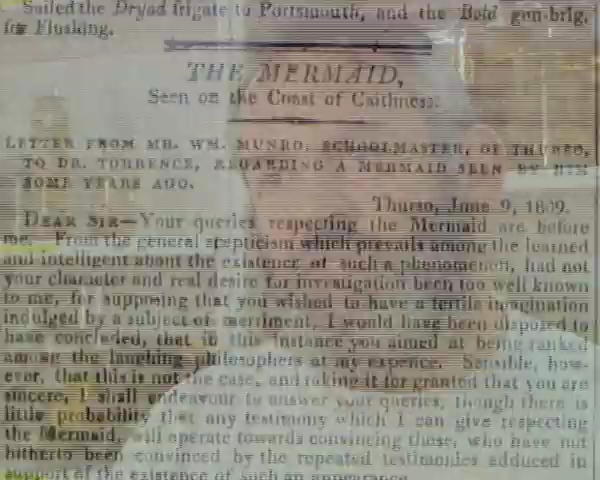 Sailed the Dryad frigate to Portsmouth, and the Bold gun-brig,
for Flushing.
THE MERMAID,
Seen on the Coast of Caithness.
LETTER FROM MR. WM. MUNRO, SCHOOLMASTER, OF THURSO,
TO DR. TORRENCE, REGARDING A MERMAID SEEN BY HIM
SOME YEARS AGO.
Thurso, June 9, 1809.
DEAR SIR—Your queries respecting the Mermaid are before
me. From the general scepticism which prevails among the learned
and intelligent about the existence of such a phenomenon, had not
your character and real desire for investigation been too well known
to me, for supposing that you wished to have a fertile imagination
indulged by a subject of merriment, I would have been disposed to
have concluded, that in this instance you aimed at being ranked
among the laughing philosophers at my expence. Sensible, how-
ever, that this is not the case, and taking it for granted that you are
sincere, I shall endeavour to answer your queries, though there is
little probability that any testimony which I can give respecting
the Mermaid, will operate towards convincing those, who have not
hitherto been convinced by the repeated testimonies adduced in
support of the existence of such an appearance